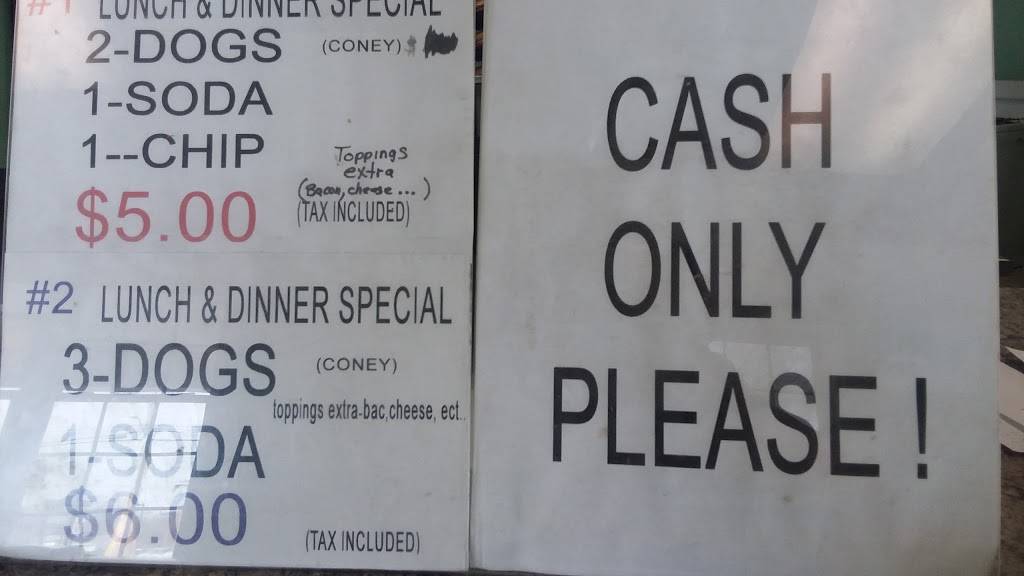 #1 LUNCH & DINNER SPECIAL
2-DOGS (CONEY)
1-SODA
1--CHIP
Toppings
extra
(Bacon, cheese...)
$5.00 (TAX INCLUDED)
#2 LUNCH & DINNER SPECIAL
3-DOGS (CONEY)
toppings extra-bac,cheese, ect..
1-SODA
$6.00 (TAX INCLUDED)
CASH
ONLY
PLEASE !